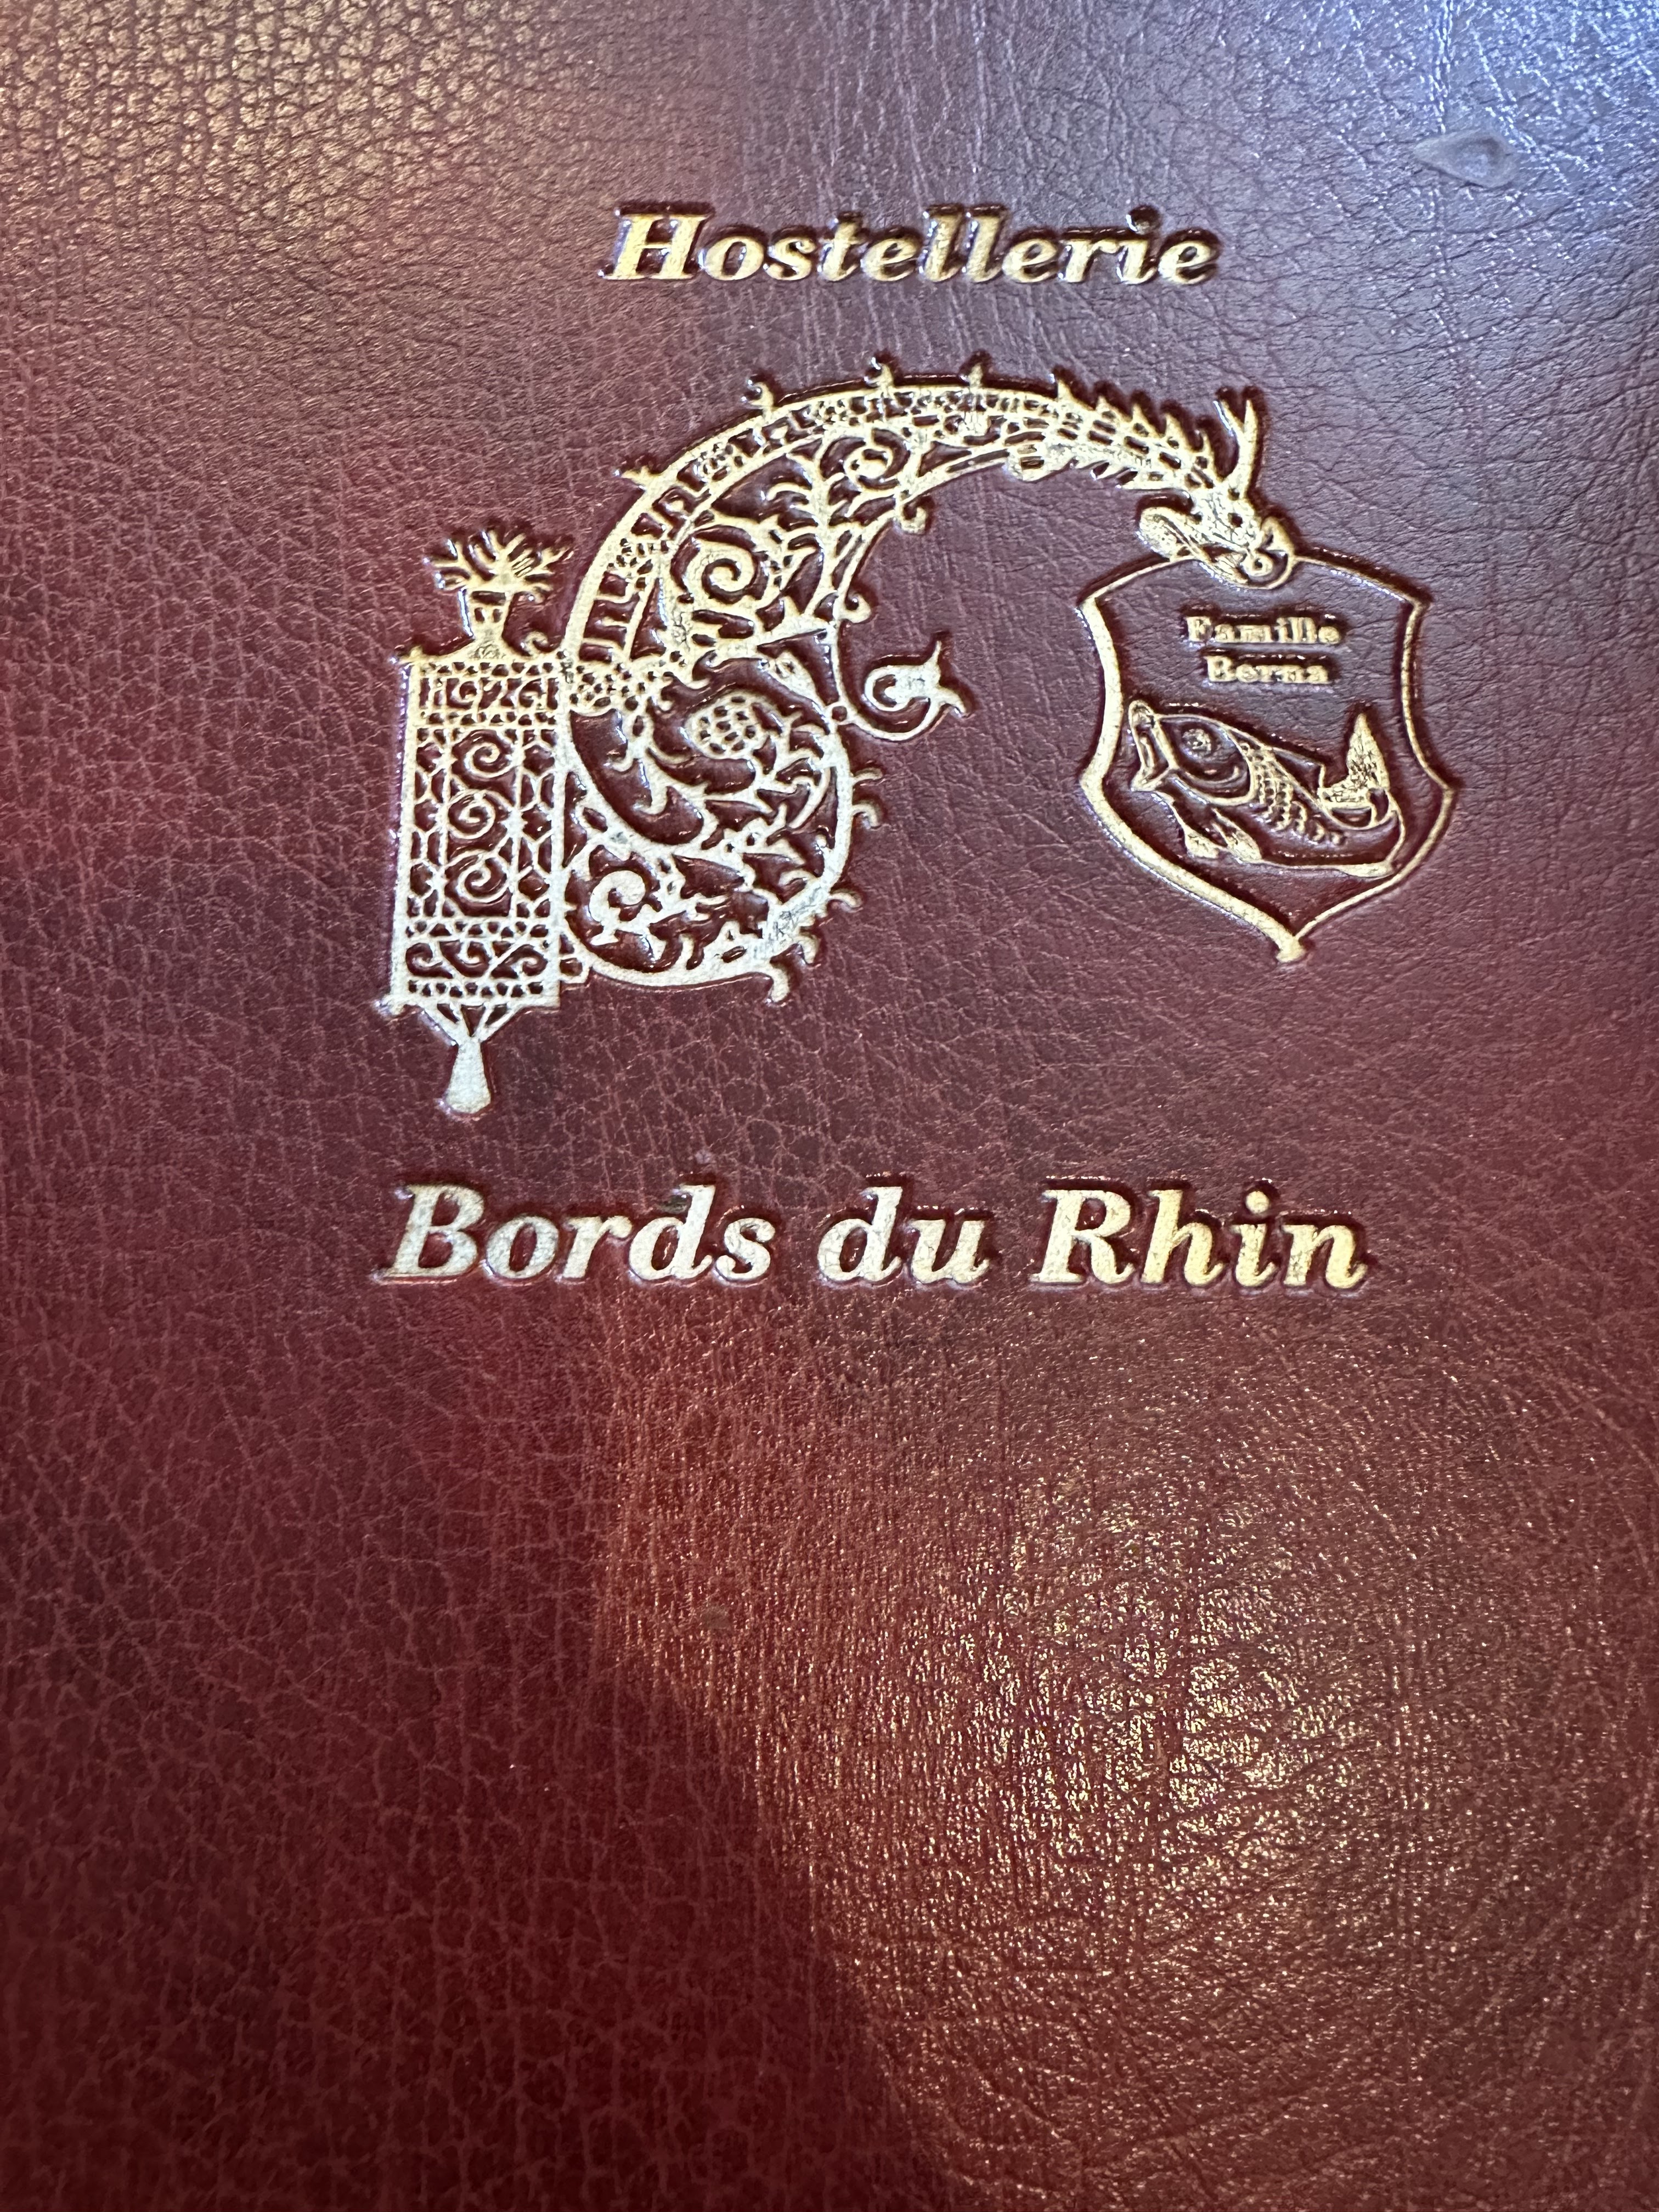 Hostellerie
Famille
Berna
Bords du Rhin